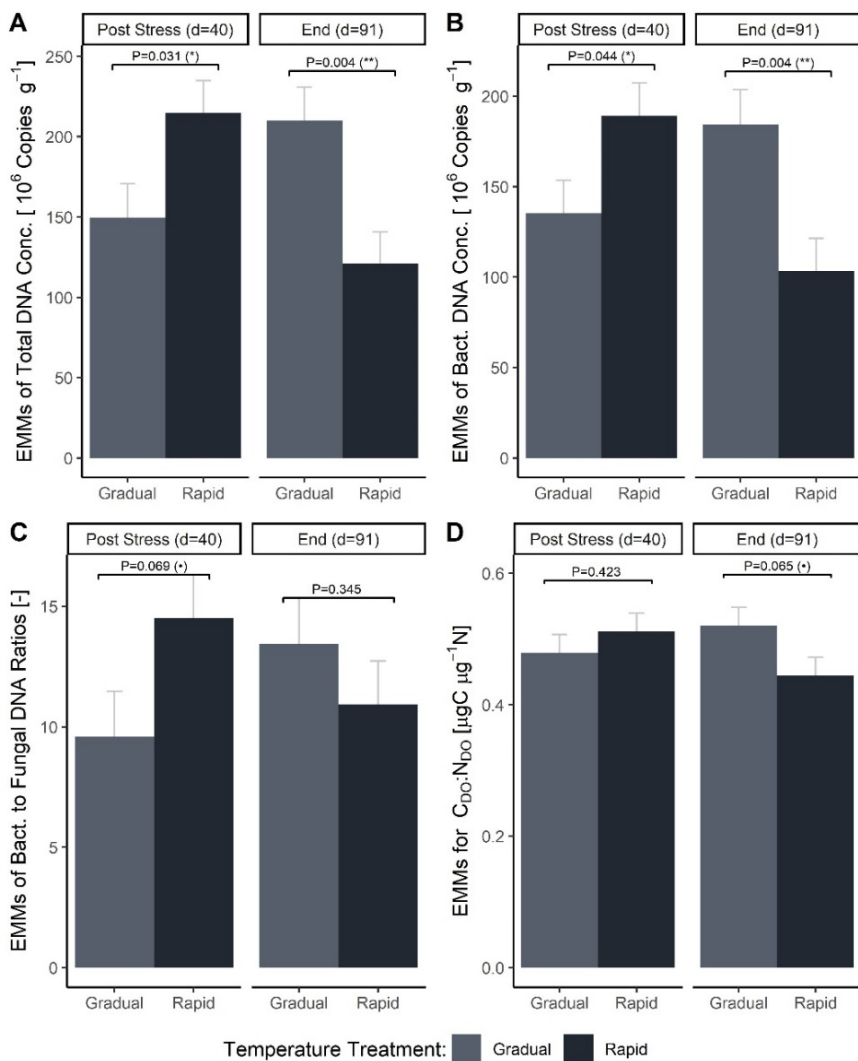 A
Post Stress (d=40)
End (d=91)
P=0.031 (*)
P=0.004 (**)
EMMs of Total DNA Conc. [ 10⁶ Copies g⁻¹]
250
200
150
100
50
0
Gradual
Rapid
Gradual
Rapid
B
Post Stress (d=40)
End (d=91)
P=0.044 (*)
P=0.004 (**)
EMMs of Bact. DNA Conc. [ 10⁶ Copies g⁻¹]
200
150
100
50
0
Gradual
Rapid
Gradual
Rapid
C
Post Stress (d=40)
End (d=91)
P=0.069 (•)
P=0.345
EMMs of Bact. to Fungal DNA Ratios [-]
15
10
5
0
Gradual
Rapid
Gradual
Rapid
D
Post Stress (d=40)
End (d=91)
P=0.423
P=0.065 (•)
EMMs for C_DO:N_DO [µgC µg⁻¹N]
0.6
0.4
0.2
0.0
Gradual
Rapid
Gradual
Rapid
Temperature Treatment: Gradual Rapid